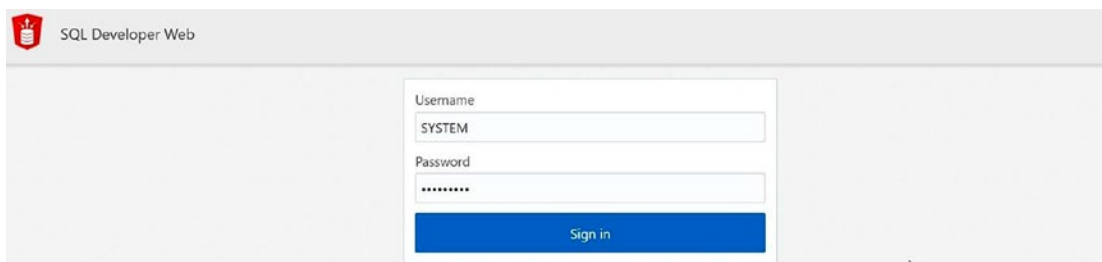 SQL Developer Web
Username
SYSTEM
Password
•••••••••
Sign in